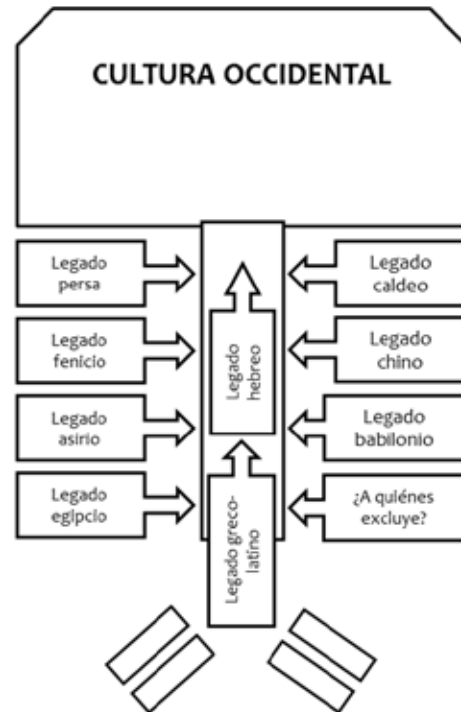 CULTURA OCCIDENTAL
Legado
persa
Legado
caldeo
Legado
fenicio
Legado
hebreo
Legado
chino
Legado
asirio
Legado
babilonio
Legado
egipcio
Legado greco-
latino
¿A quiénes
excluye?